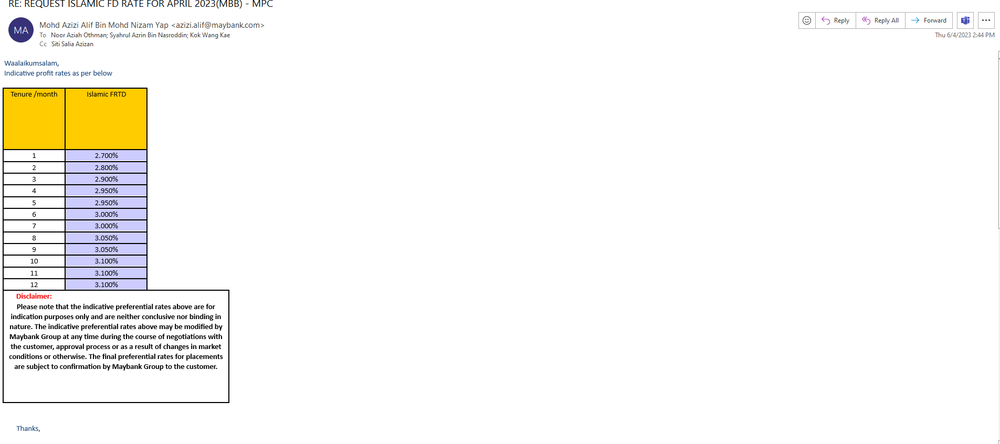 RE: REQUEST ISLAMIC FD RATE FOR APRIL 2023(MBB) - MPC
MA
Mohd Azizi Alif Bin Mohd Nizam Yap <azizi.alif@maybank.com>
To Noor Aziah Othman; Syahrul Azrin Bin Nasroddin; Kok Wang Kae
Cc Siti Salia Azizan
Reply Reply All Forward
Thu 6/4/2023 2:44 PM
Waalaikumsalam,
Indicative profit rates as per below
Tenure /month Islamic FRTD
1 2.700%
2 2.800%
3 2.900%
4 2.950%
5 2.950%
6 3.000%
7 3.000%
8 3.050%
9 3.050%
10 3.100%
11 3.100%
12 3.100%
Disclaimer:
Please note that the indicative preferential rates above are for
indication purposes only and are neither conclusive nor binding in
nature. The indicative preferential rates above may be modified by
Maybank Group at any time during the course of negotiations with
the customer, approval process or as a result of changes in market
conditions or otherwise. The final preferential rates for placements
are subject to confirmation by Maybank Group to the customer.
Thanks,